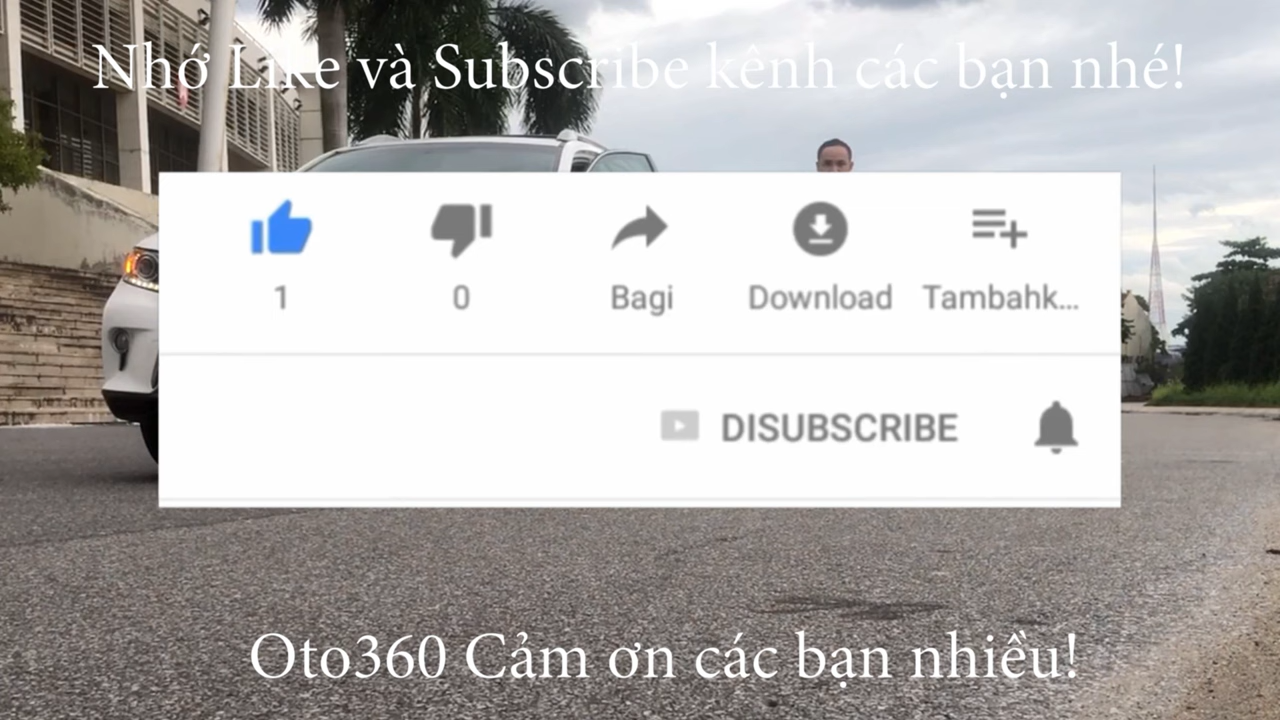 Nhớ Like và Subscribe kênh các bạn nhé!
1 0 Bagi Download Tambahk...
DISUBSCRIBE
Oto360 Cảm ơn các bạn nhiều!